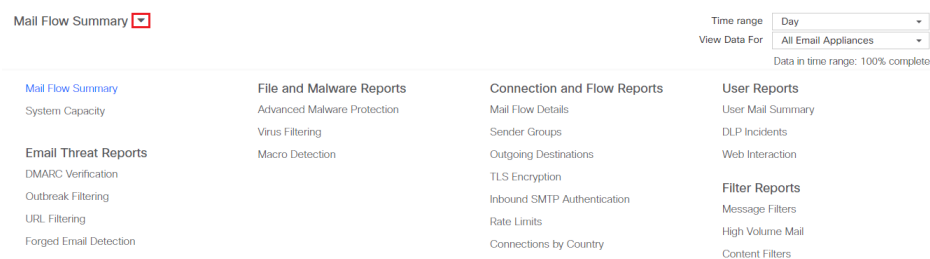 Mail Flow Summary
Time range Day
View Data For All Email Appliances
Data in time range: 100% complete
Mail Flow Summary
System Capacity
Email Threat Reports
DMARC Verification
Outbreak Filtering
URL Filtering
Forged Email Detection
File and Malware Reports
Advanced Malware Protection
Virus Filtering
Macro Detection
Connection and Flow Reports
Mail Flow Details
Sender Groups
Outgoing Destinations
TLS Encryption
Inbound SMTP Authentication
Rate Limits
Connections by Country
User Reports
User Mail Summary
DLP Incidents
Web Interaction
Filter Reports
Message Filters
High Volume Mail
Content Filters